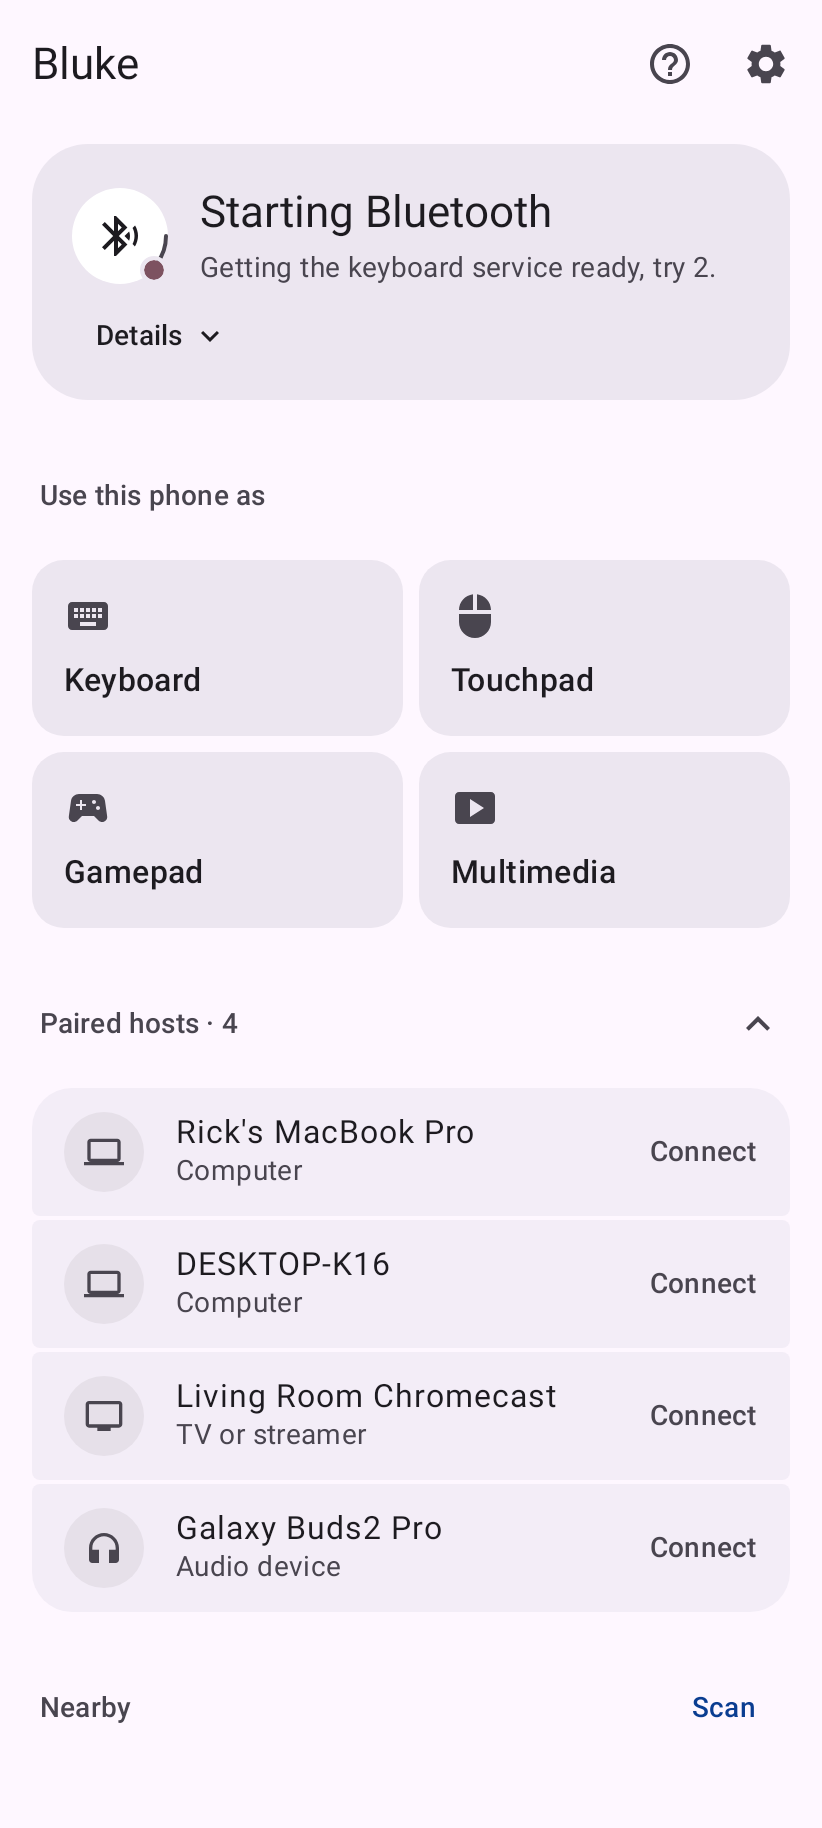 Bluke
Starting Bluetooth
Getting the keyboard service ready, try 2.
Details
Use this phone as
Keyboard
Touchpad
Gamepad
Multimedia
Paired hosts · 4
Rick's MacBook Pro
Computer
Connect
DESKTOP-K16
Computer
Connect
Living Room Chromecast
TV or streamer
Connect
Galaxy Buds2 Pro
Audio device
Connect
Nearby
Scan